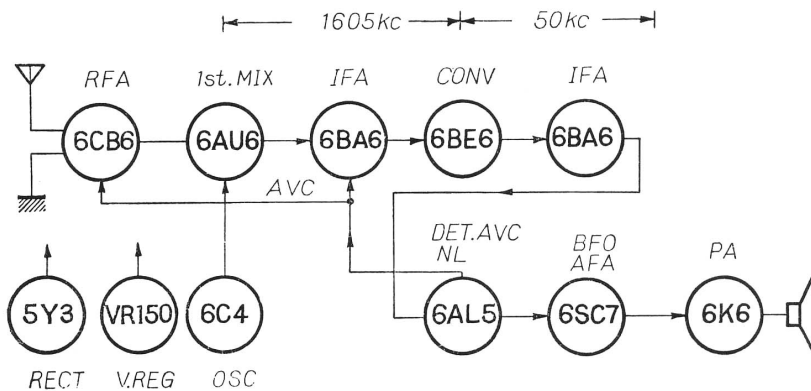 1605kc 50kc
RFA 1st.MIX IFA CONV IFA
6CB6 6AU6 6BA6 6BE6 6BA6
AVC
DET.AVC BFO PA
NL AFA
5Y3 VR150 6C4 6AL5 6SC7 6K6
RECT V.REG OSC